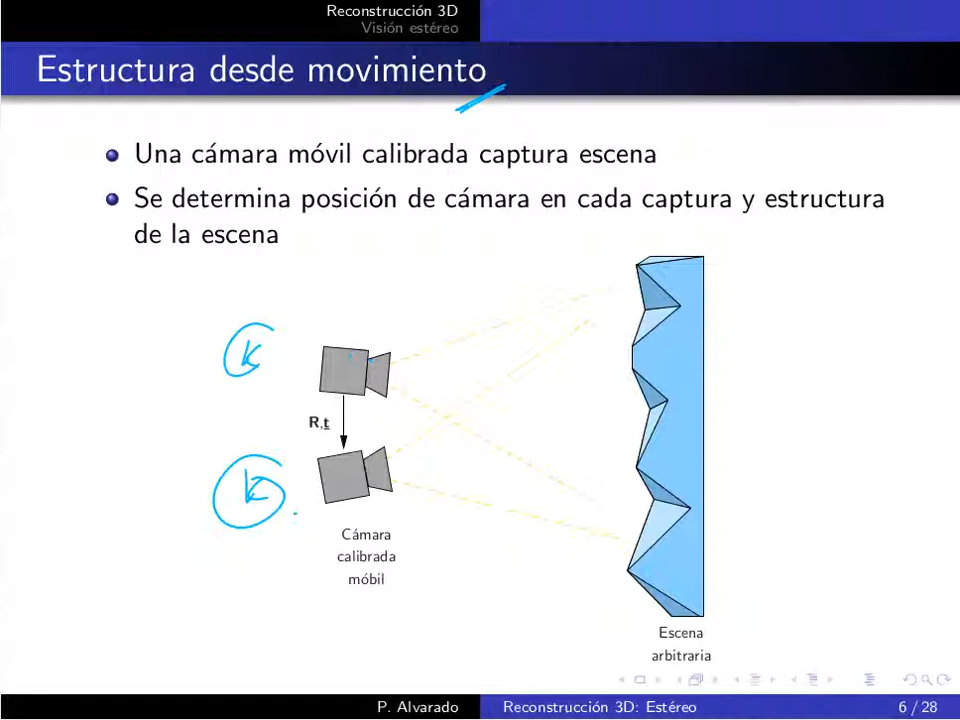 Reconstrucción 3D
Visión estéreo
Estructura desde movimiento
Una cámara móvil calibrada captura escena
Se determina posición de cámara en cada captura y estructura
de la escena
K
R,t
K
Cámara
calibrada
móbil
Escena
arbitraria
P. Alvarado
Reconstrucción 3D: Estéreo
6 / 28